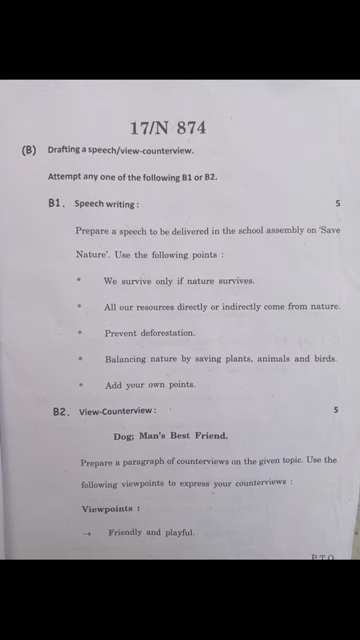 17/N 874
(B) Drafting a speech/view-counterview.
Attempt any one of the following B1 or B2.
B1. Speech writing : 5
Prepare a speech to be delivered in the school assembly on 'Save
Nature'. Use the following points :
* We survive only if nature survives.
* All our resources directly or indirectly come from nature.
* Prevent deforestation.
* Balancing nature by saving plants, animals and birds.
* Add your own points.
B2. View-Counterview : 5
Dog; Man's Best Friend.
Prepare a paragraph of counterviews on the given topic. Use the
following viewpoints to express your counterviews :
Viewpoints :
→ Friendly and playful.
P.T.O.